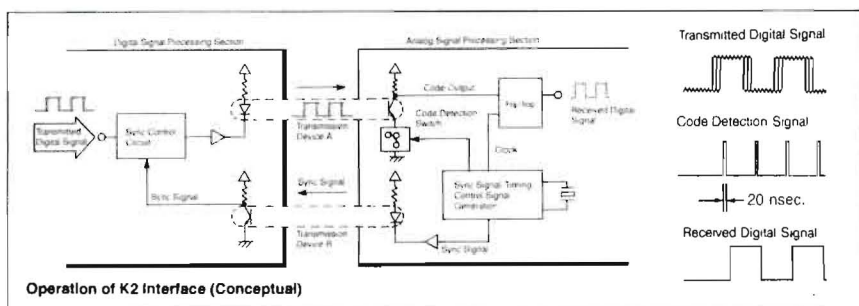 Digital Signal Processing Section
Analog Signal Processing Section
Transmitted Digital Signal
Code Output
Flip-flop
Received Digital Signal
Transmitted
Digital Signal
Sync Control
Circuit
Transmission
Device A
Code Detection
Switch
Clock
Code Detection Signal
Sync Signal
Sync Signal
Sync Signal Timing
Control Signal
Generator
20 nsec.
Transmission
Device B
Sync Signal
Received Digital Signal
Operation of K2 Interface (Conceptual)